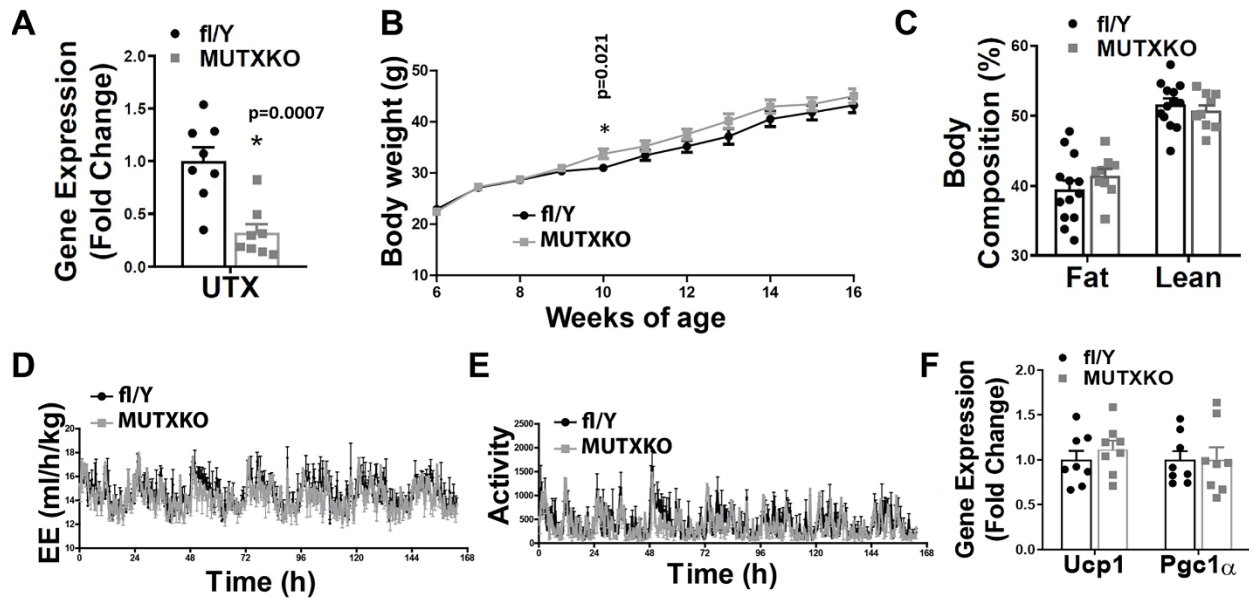 A
fl/Y
MUTXKO
Gene Expression
(Fold Change)
2.0
1.5
1.0
0.5
0.0
p=0.0007
*
UTX
B
Body weight (g)
50
40
30
20
10
p=0.021
*
fl/Y
MUTXKO
6 8 10 12 14 16
Weeks of age
C
fl/Y
MUTXKO
Body
Composition (%)
60
50
40
30
Fat Lean
D
fl/Y
MUTXKO
EE (ml/h/kg)
20
18
16
14
12
10
0 24 48 72 96 120 144 168
Time (h)
E
fl/Y
MUTXKO
Activity
2500
2000
1500
1000
500
0
0 24 48 72 96 120 144 168
Time (h)
F
fl/Y
MUTXKO
Gene Expression
(Fold Change)
2.0
1.5
1.0
0.5
0.0
Ucp1 Pgc1α